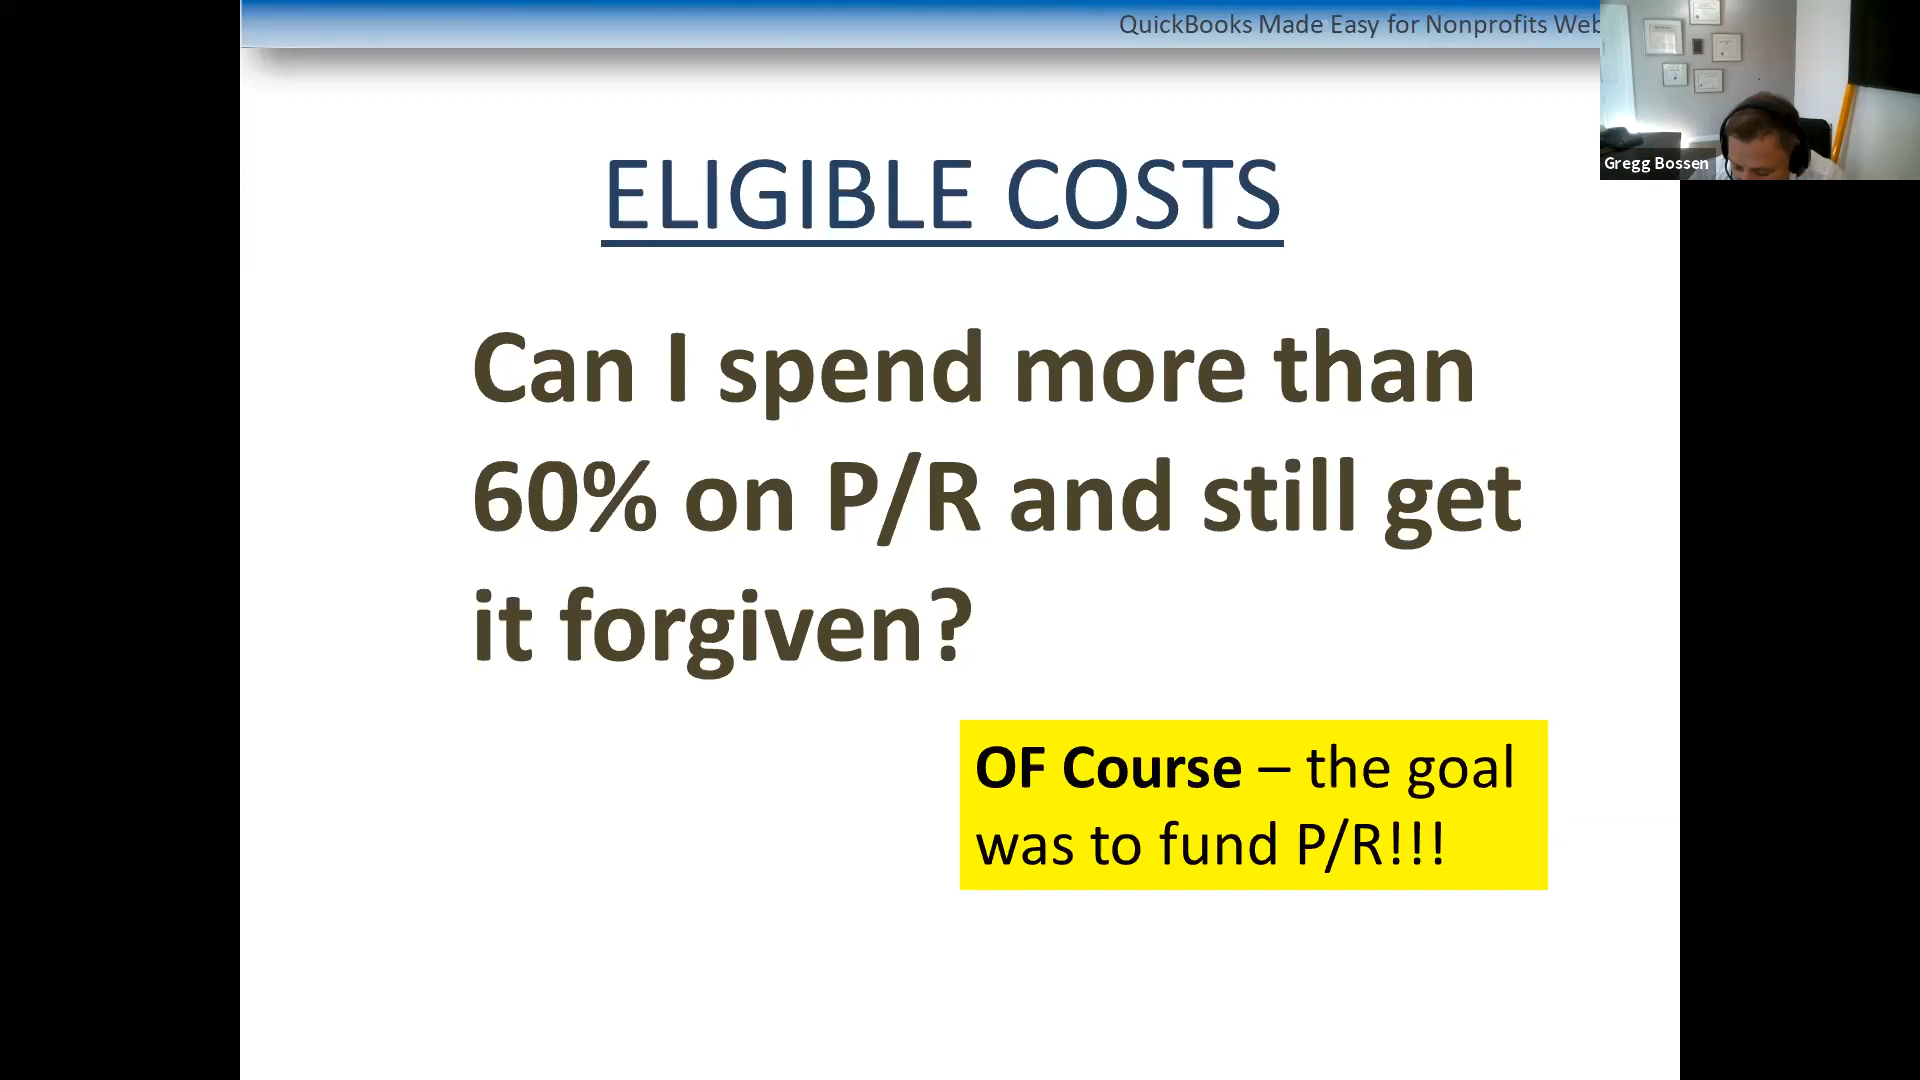 QuickBooks Made Easy for Nonprofits Web
Gregg Bossen
ELIGIBLE COSTS
Can I spend more than
60% on P/R and still get
it forgiven?
OF Course – the goal
was to fund P/R!!!